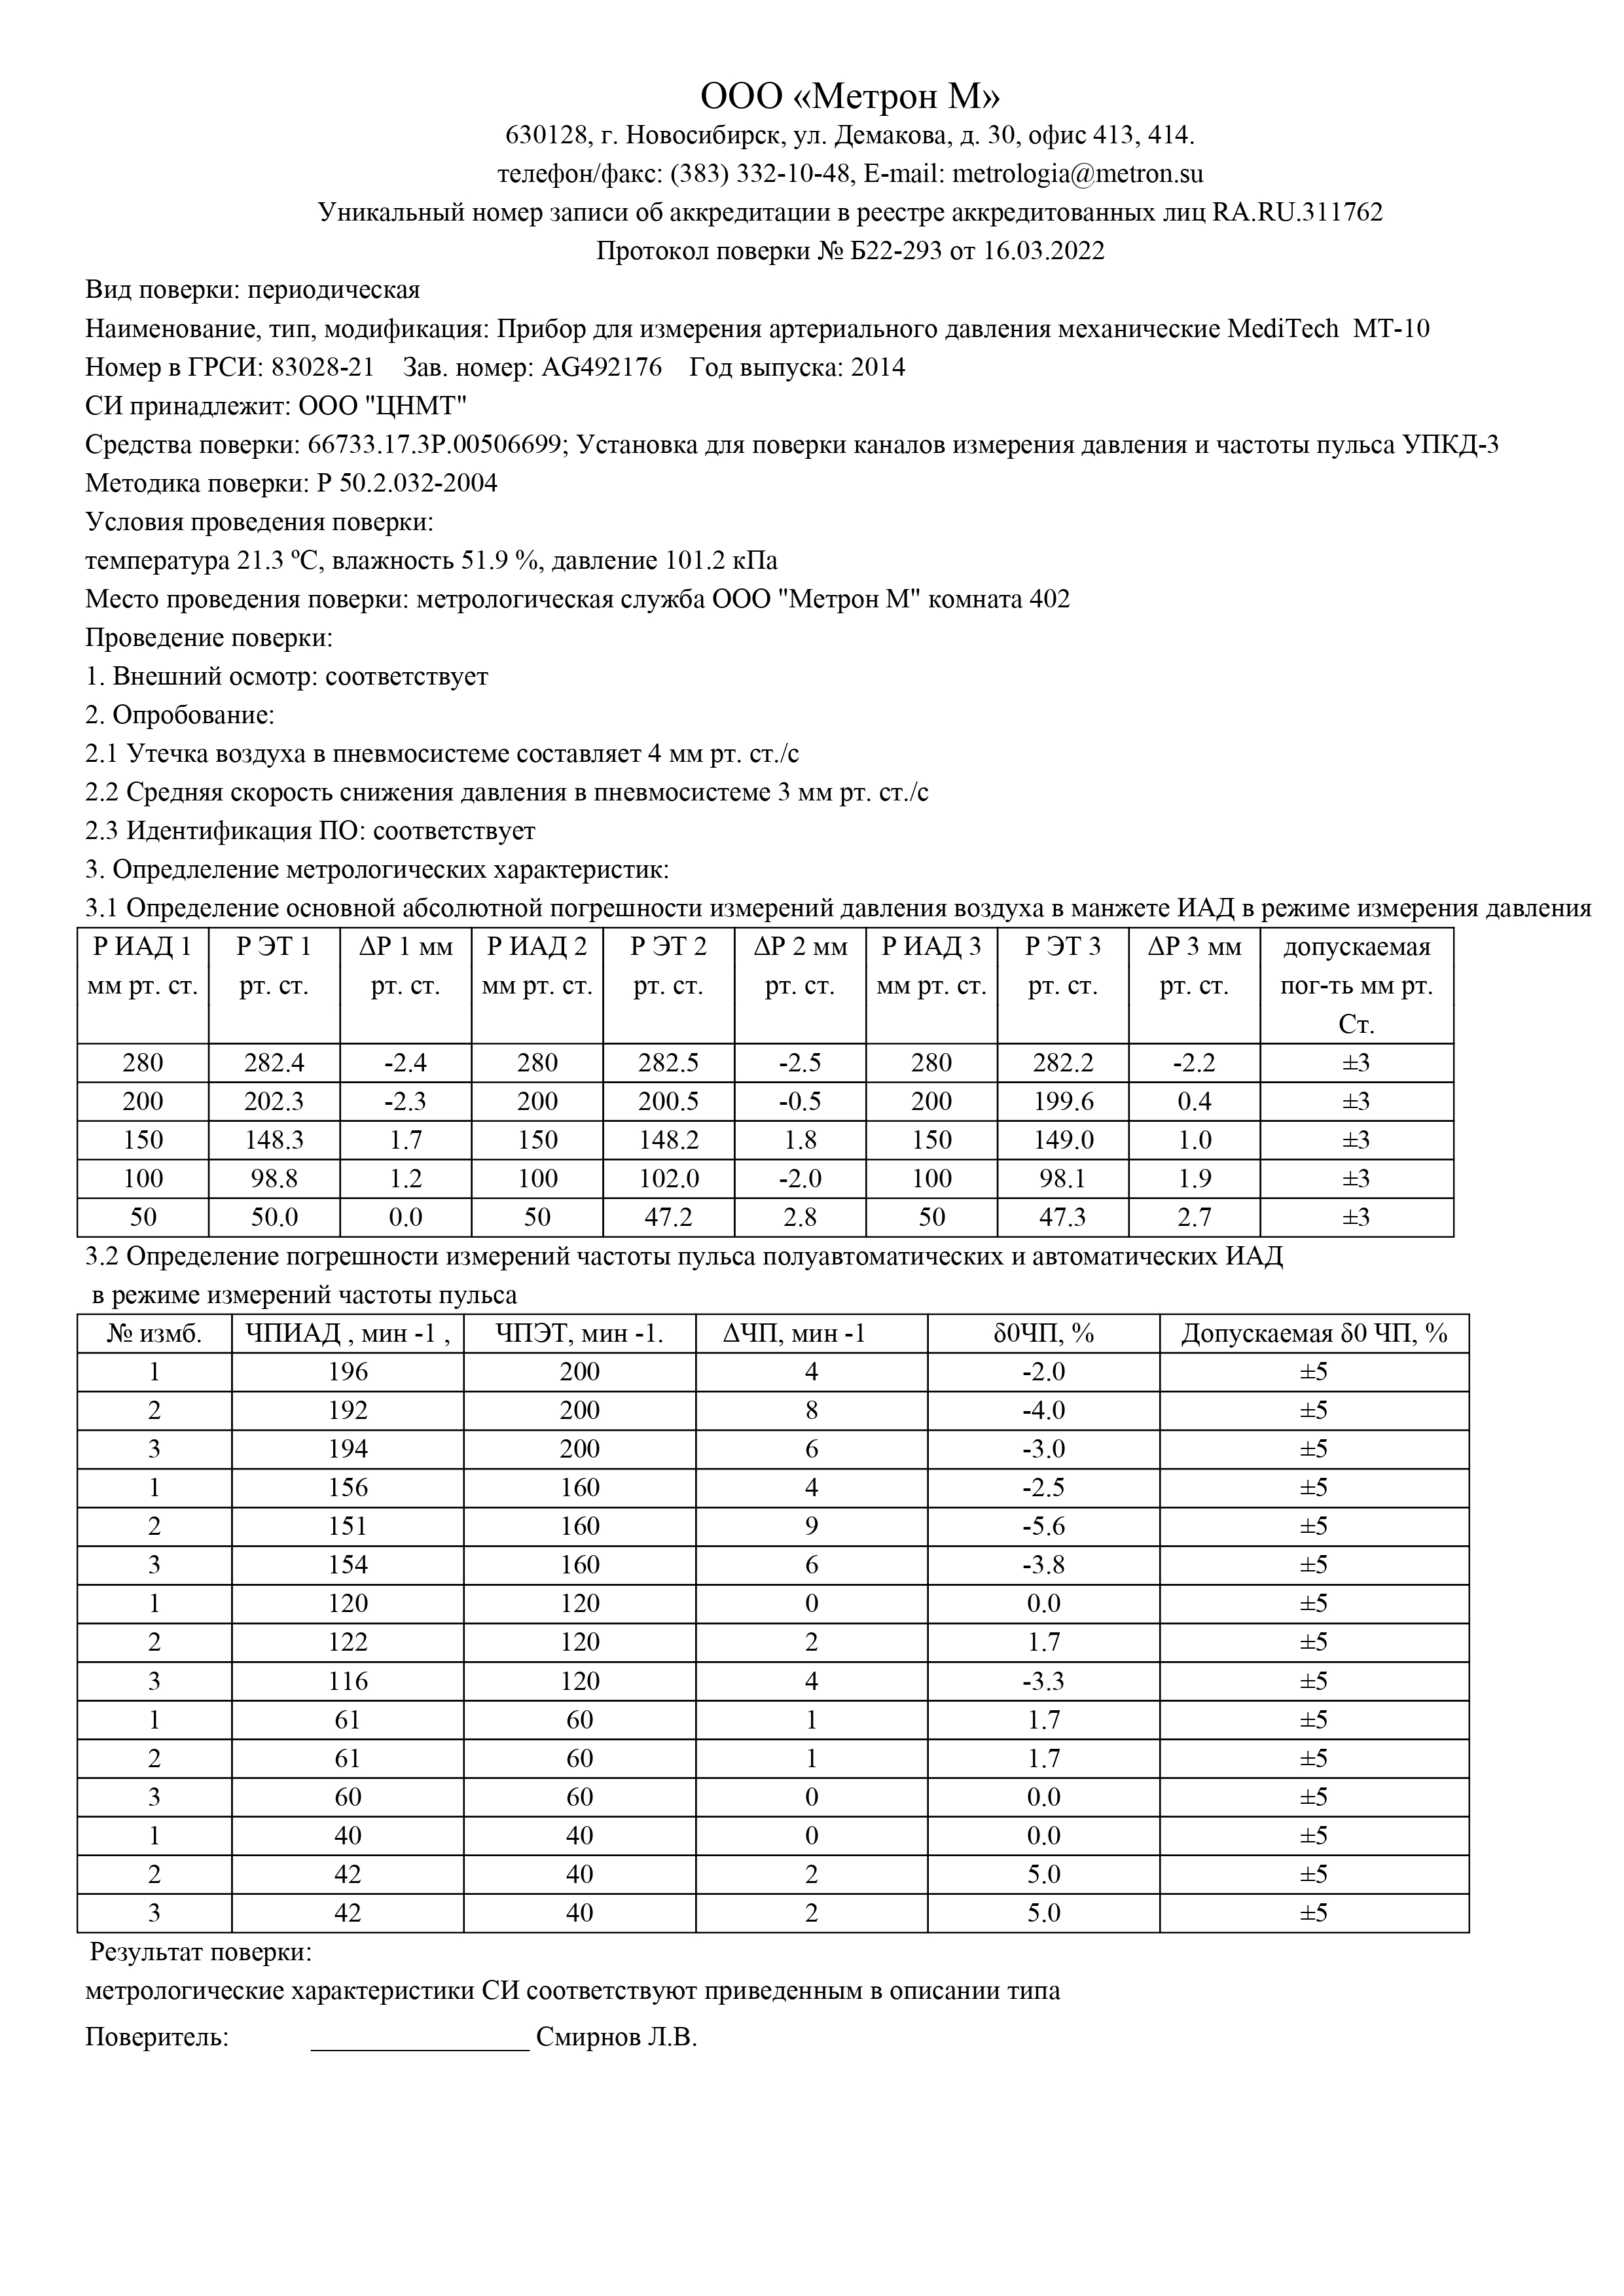 ООО «Метрон М»
630128, г. Новосибирск, ул. Демакова, д. 30, офис 413, 414.
телефон/факс: (383) 332-10-48, E-mail: metrologia@metron.su
Уникальный номер записи об аккредитации в реестре аккредитованных лиц RA.RU.311762
Протокол поверки № Б22-293 от 16.03.2022
Вид поверки: периодическая
Наименование, тип, модификация: Прибор для измерения артериального давления механические MediTech  МТ-10
Номер в ГРСИ: 83028-21    Зав. номер: AG492176    Год выпуска: 2014
СИ принадлежит: ООО "ЦНМТ"
Средства поверки: 66733.17.3Р.00506699; Установка для поверки каналов измерения давления и частоты пульса УПКД-3
Методика поверки: Р 50.2.032-2004
Условия проведения поверки:
температура 21.3 ºС, влажность 51.9 %, давление 101.2 кПа
Место проведения поверки: метрологическая служба ООО "Метрон М" комната 402
Проведение поверки:
1. Внешний осмотр: соответствует
2. Опробование:
2.1 Утечка воздуха в пневмосистеме составляет 4 мм рт. ст./с
2.2 Средняя скорость снижения давления в пневмосистеме 3 мм рт. ст./с
2.3 Идентификация ПО: соответствует
3. Опредлеление метрологических характеристик:
3.1 Определение основной абсолютной погрешности измерений давления воздуха в манжете ИАД в режиме измерения давления
Р ИАД 1 Р ЭТ 1 ΔР 1 мм Р ИАД 2 Р ЭТ 2 ΔР 2 мм Р ИАД 3 Р ЭТ 3 ΔР 3 мм допускаемая
мм рт. ст. рт. ст. рт. ст. мм рт. ст. рт. ст. рт. ст. мм рт. ст. рт. ст. рт. ст. пог-ть мм рт.
Ст.
280 282.4 -2.4 280 282.5 -2.5 280 282.2 -2.2 ±3
200 202.3 -2.3 200 200.5 -0.5 200 199.6 0.4 ±3
150 148.3 1.7 150 148.2 1.8 150 149.0 1.0 ±3
100 98.8 1.2 100 102.0 -2.0 100 98.1 1.9 ±3
50 50.0 0.0 50 47.2 2.8 50 47.3 2.7 ±3
3.2 Определение погрешности измерений частоты пульса полуавтоматических и автоматических ИАД
в режиме измерений частоты пульса
№ измб. ЧПИАД , мин -1 , ЧПЭТ, мин -1. ΔЧП, мин -1 δ0ЧП, % Допускаемая δ0 ЧП, %
1 196 200 4 -2.0 ±5
2 192 200 8 -4.0 ±5
3 194 200 6 -3.0 ±5
1 156 160 4 -2.5 ±5
2 151 160 9 -5.6 ±5
3 154 160 6 -3.8 ±5
1 120 120 0 0.0 ±5
2 122 120 2 1.7 ±5
3 116 120 4 -3.3 ±5
1 61 60 1 1.7 ±5
2 61 60 1 1.7 ±5
3 60 60 0 0.0 ±5
1 40 40 0 0.0 ±5
2 42 40 2 5.0 ±5
3 42 40 2 5.0 ±5
Результат поверки:
метрологические характеристики СИ соответствуют приведенным в описании типа
Поверитель: ________________ Смирнов Л.В.